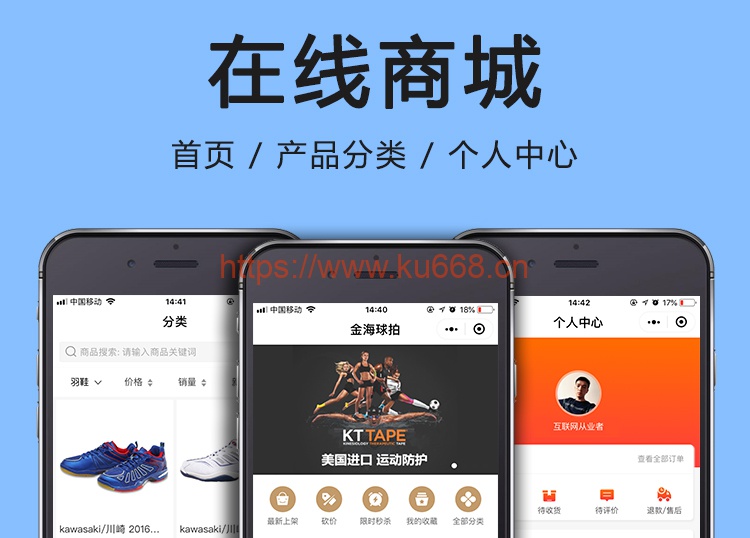 在线商城
首页 / 产品分类 / 个人中心
https://www.ku668.cn
中国移动 14:41
分类
商品搜索: 请输入商品关键词
羽鞋 价格 销量
kawasaki/川崎 2016...
中国移动 14:40 18%
金海球拍
KT TAPE
KINESIOLOGY THERAPEUTIC TAPE
美国进口 运动防护
最新上架 砍价 限时秒杀 我的收藏 全部分类
14:42 17%
个人中心
互联网从业者
查看全部订单
待收货 待评价 退款/售后